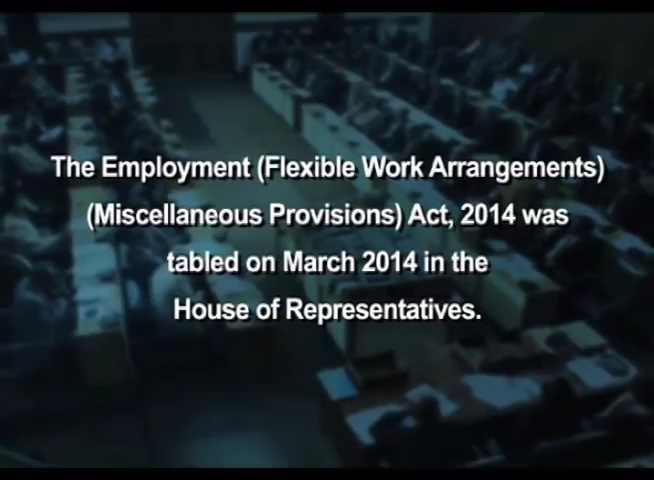 The Employment (Flexible Work Arrangements)
(Miscellaneous Provisions) Act, 2014 was
tabled on March 2014 in the
House of Representatives.